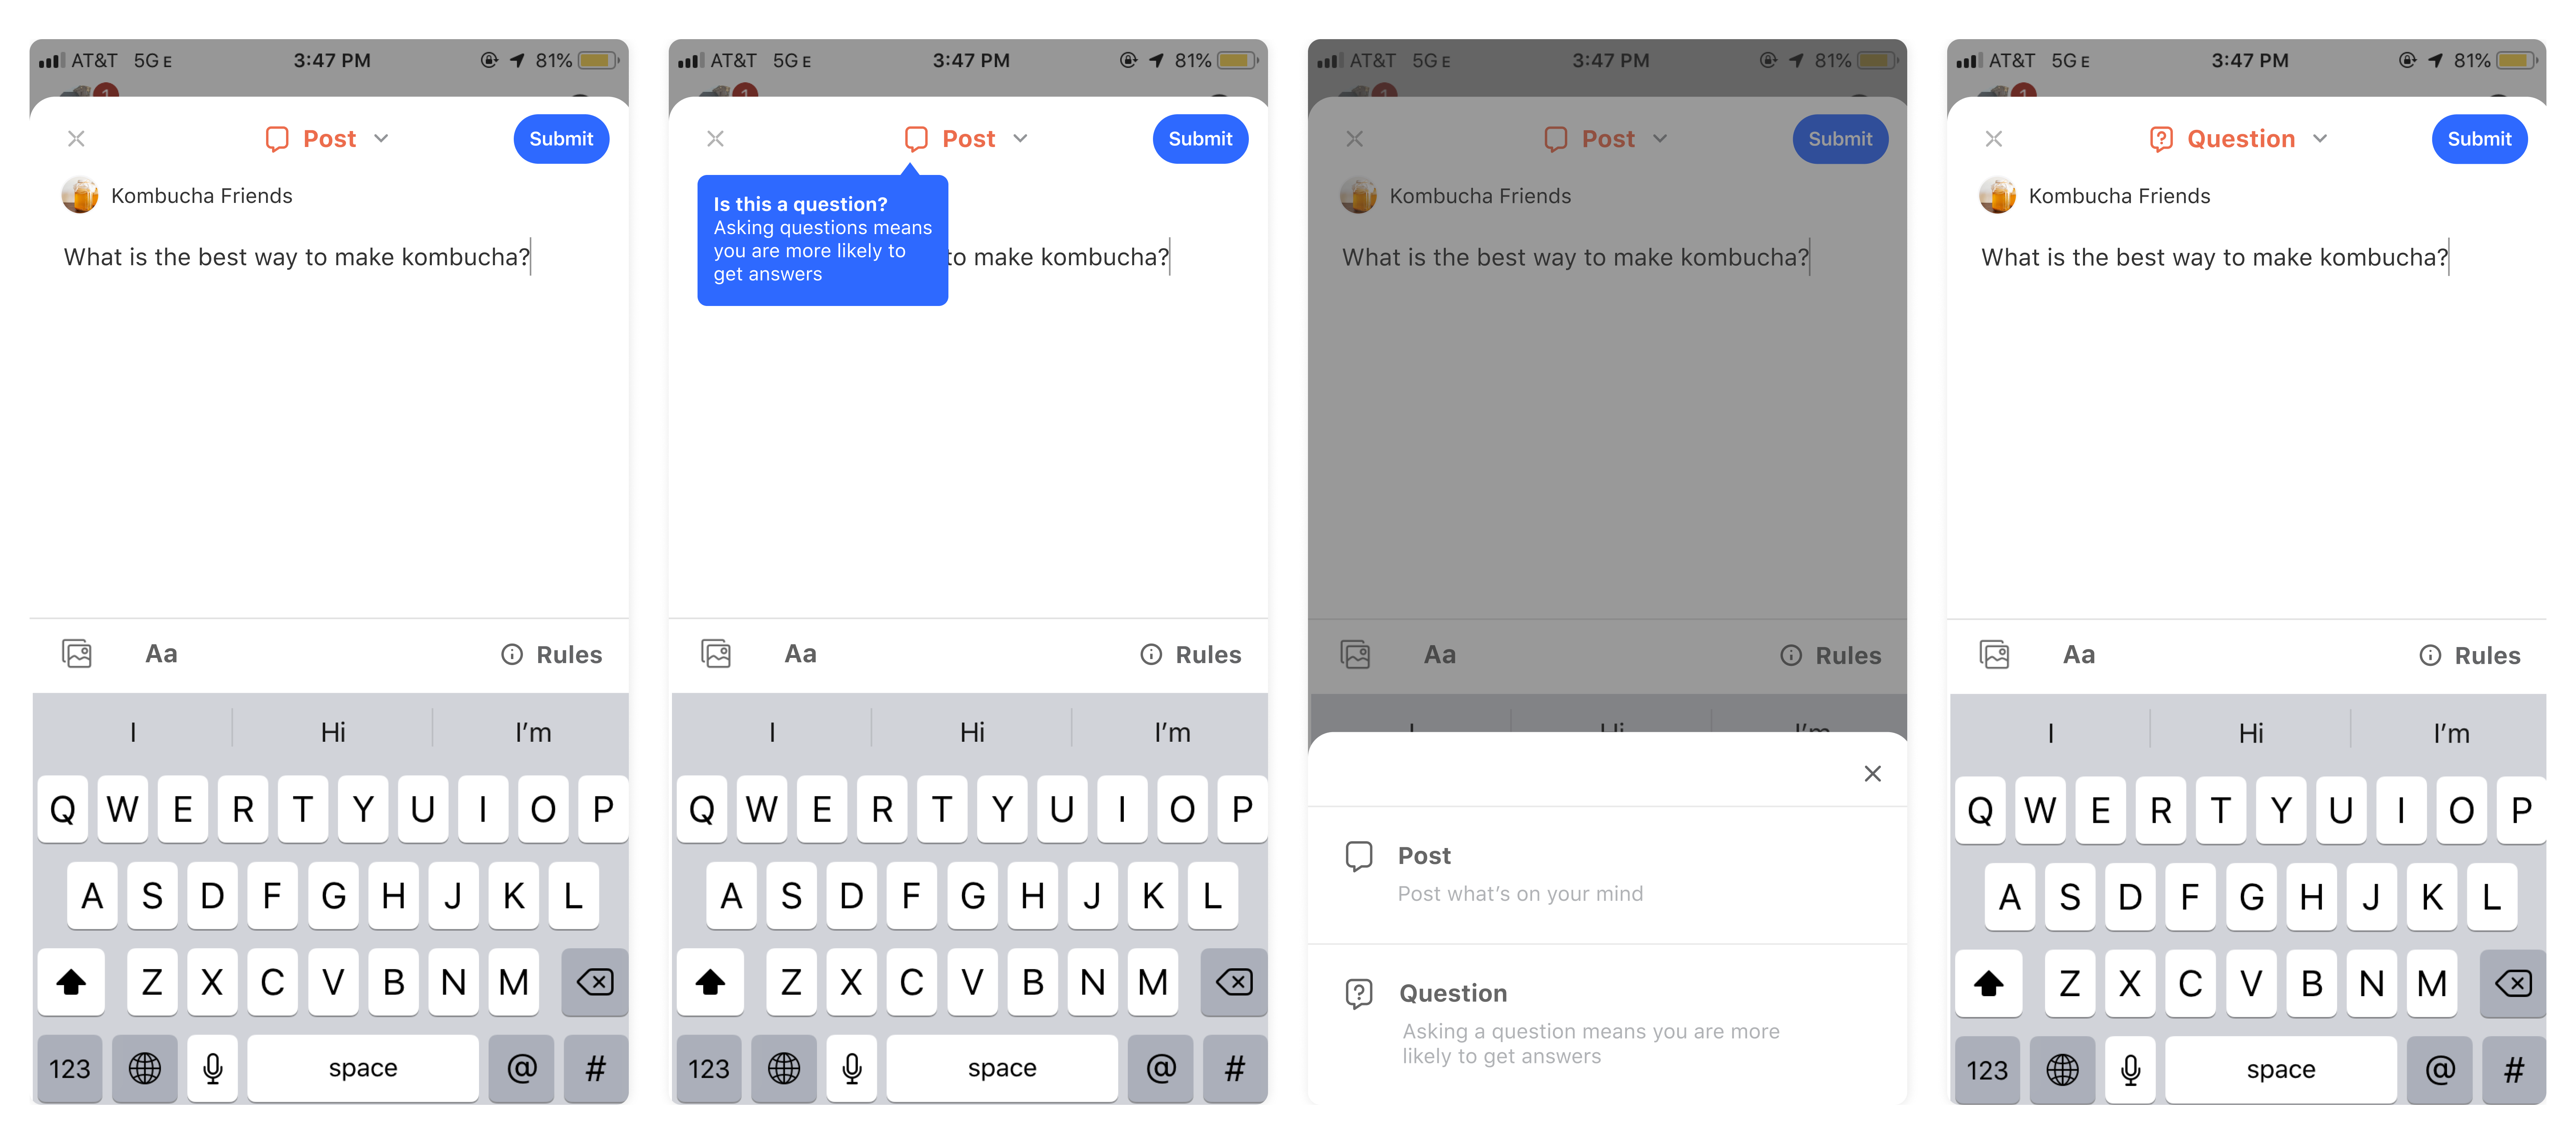 AT&T 5G E 3:47 PM 81%
1
Post Submit
Kombucha Friends
What is the best way to make kombucha?
Aa Rules
I Hi I’m
Q W E R T Y U I O P
A S D F G H J K L
Z X C V B N M
123 space @ #
AT&T 5G E 3:47 PM 81%
1
Post Submit
Is this a question?
Asking questions means
you are more likely to
get answers
to make kombucha?
Aa Rules
I Hi I’m
Q W E R T Y U I O P
A S D F G H J K L
Z X C V B N M
123 space @ #
AT&T 5G E 3:47 PM 81%
1
Post Submit
Kombucha Friends
What is the best way to make kombucha?
Aa Rules
I Hi I’m
Post
Post what’s on your mind
Question
Asking a question means you are more
likely to get answers
AT&T 5G E 3:47 PM 81%
1
Question Submit
Kombucha Friends
What is the best way to make kombucha?
Aa Rules
I Hi I’m
Q W E R T Y U I O P
A S D F G H J K L
Z X C V B N M
123 space @ #